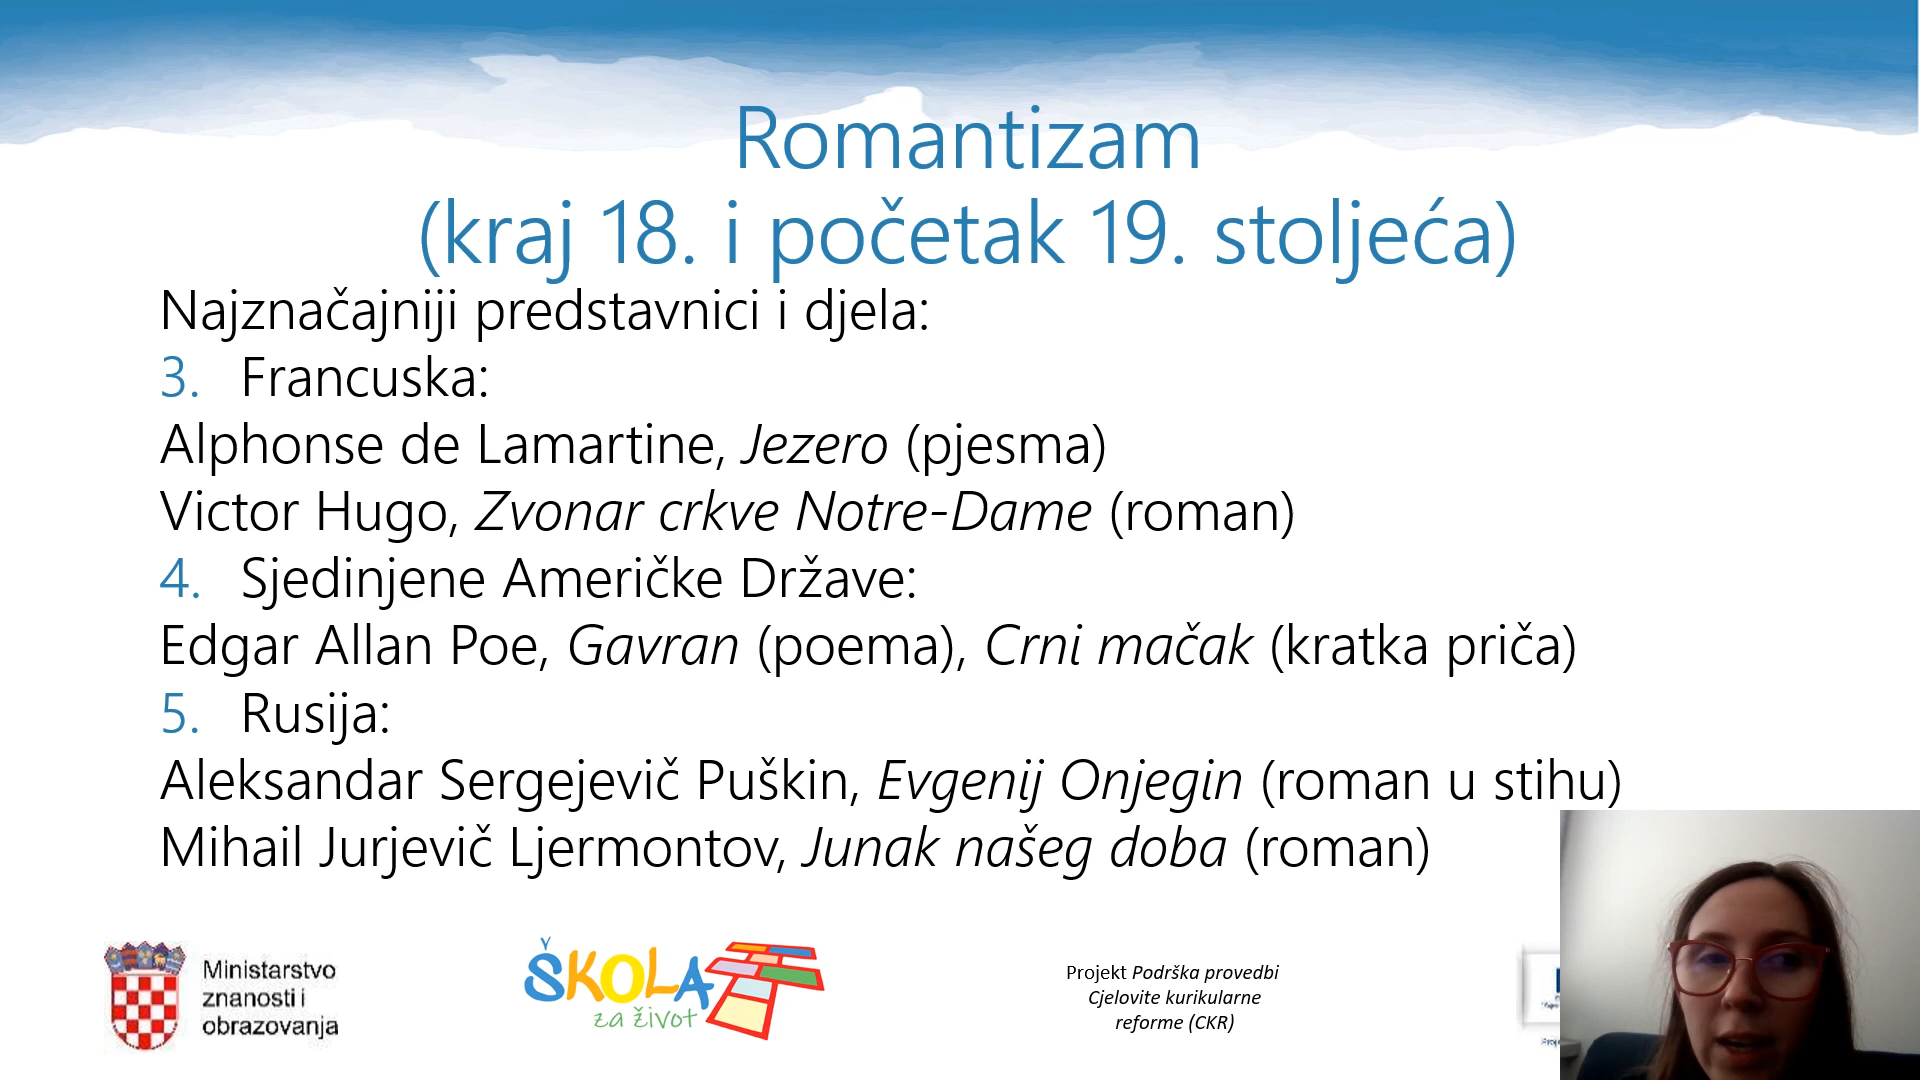 Romantizam
(kraj 18. i početak 19. stoljeća)
Najznačajniji predstavnici i djela:
3. Francuska:
Alphonse de Lamartine, Jezero (pjesma)
Victor Hugo, Zvonar crkve Notre-Dame (roman)
4. Sjedinjene Američke Države:
Edgar Allan Poe, Gavran (poema), Crni mačak (kratka priča)
5. Rusija:
Aleksandar Sergejevič Puškin, Evgenij Onjegin (roman u stihu)
Mihail Jurjevič Ljermontov, Junak našeg doba (roman)
Ministarstvo
znanosti i
obrazovanja
ŠKOLA
za život
Projekt Podrška provedbi
Cjelovite kurikularne
reforme (CKR)